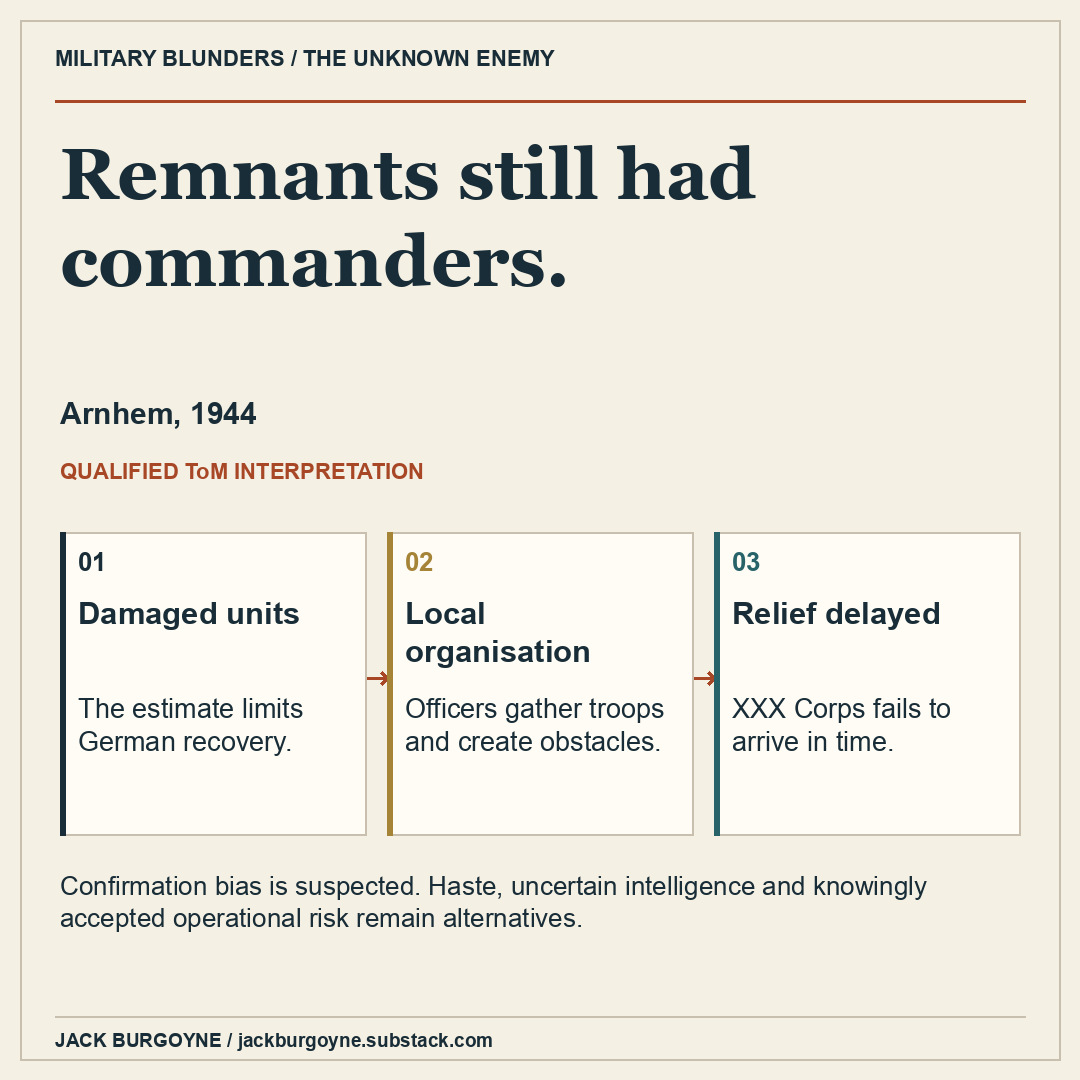 MILITARY BLUNDERS / THE UNKNOWN ENEMY
Remnants still had
commanders.
Arnhem, 1944
QUALIFIED ToM INTERPRETATION
01
Damaged units
The estimate limits
German recovery.
02
Local
organisation
Officers gather troops
and create obstacles.
03
Relief delayed
XXX Corps fails to
arrive in time.
Confirmation bias is suspected. Haste, uncertain intelligence and knowingly
accepted operational risk remain alternatives.
JACK BURGOYNE / jackburgoyne.substack.com